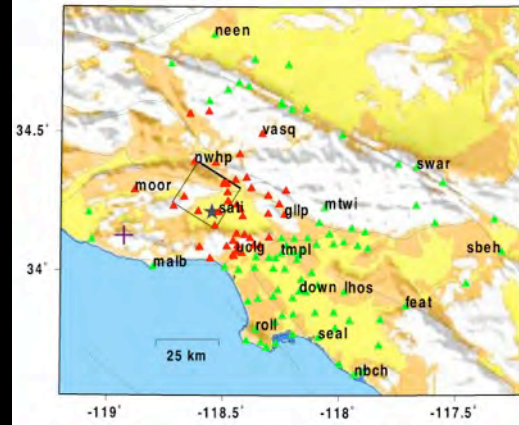 neen
34.5
vasq
nwhp
swar
moor
sati
gllp
mtwi
uclg
tmpl
sbeh
34
malb
down lhos
feat
roll
seal
25 km
nbch
-119
-118.5
-118
-117.5